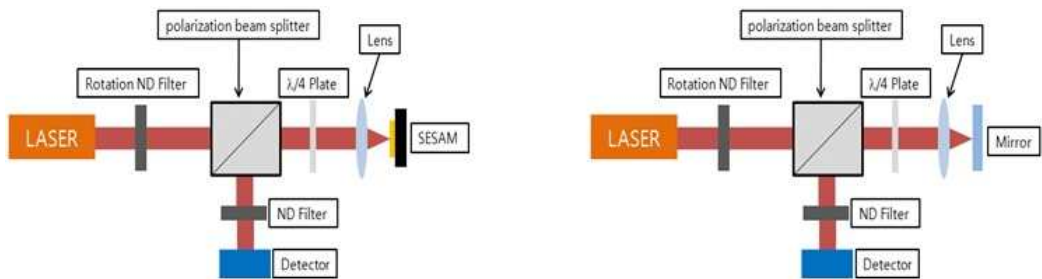 polarization beam splitter
Lens
Rotation ND Filter
λ/4 Plate
LASER
SESAM
ND Filter
Detector
polarization beam splitter
Lens
Rotation ND Filter
λ/4 Plate
LASER
Mirror
ND Filter
Detector